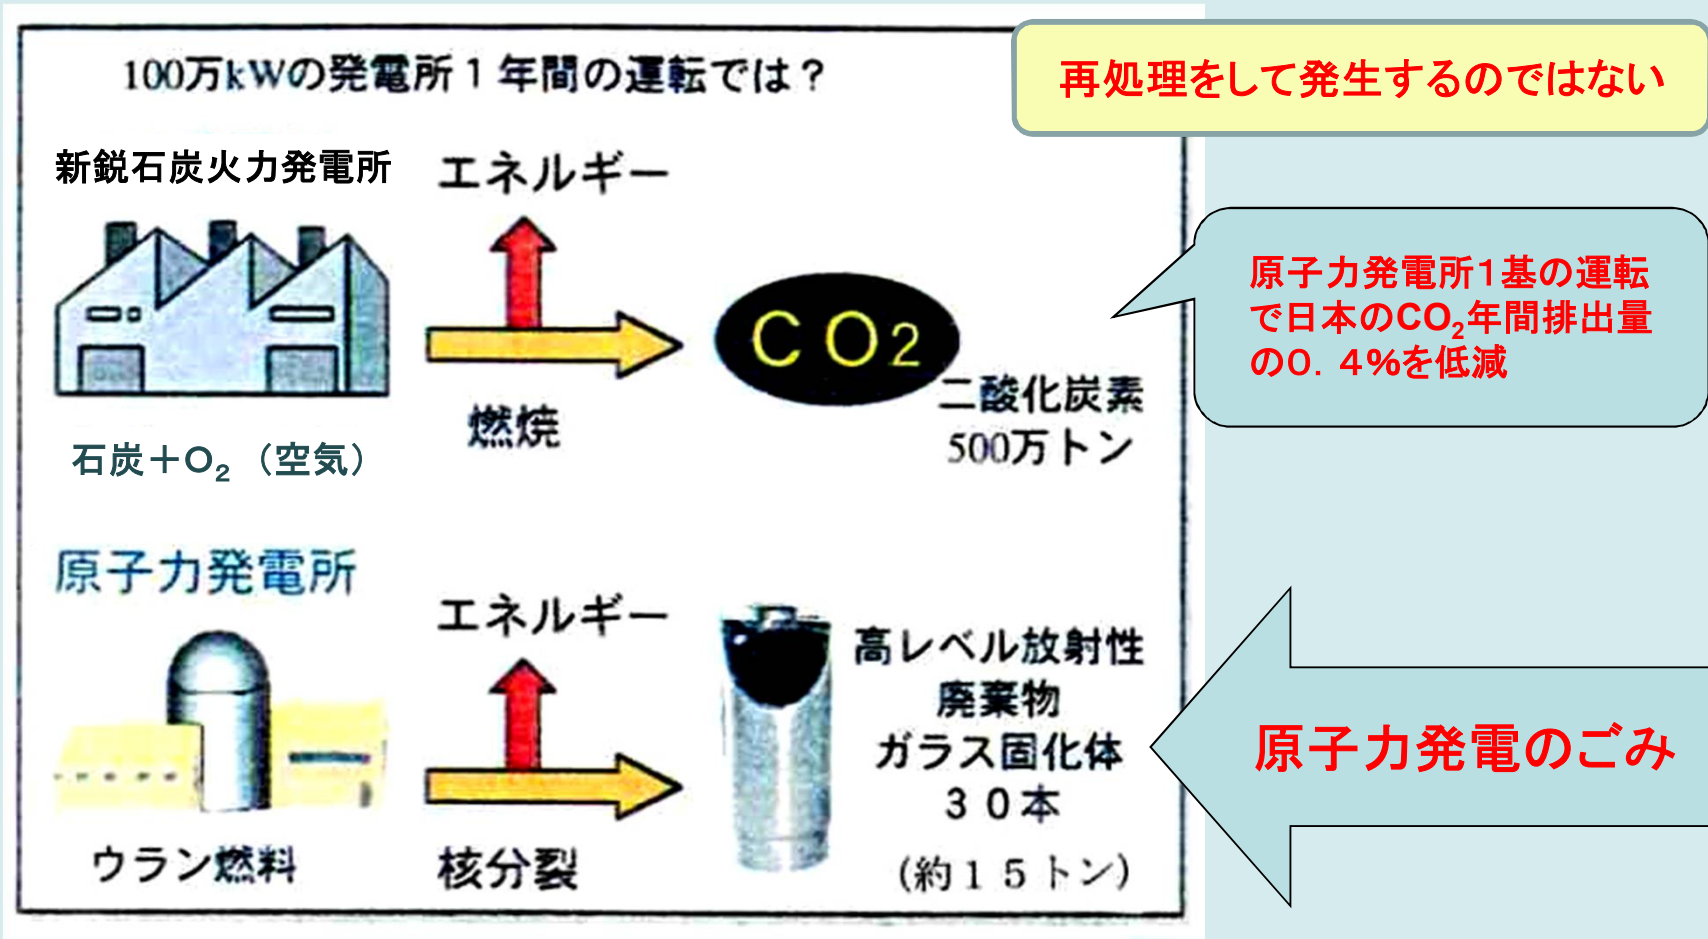 100万kWの発電所１年間の運転では？
再処理をして発生するのではない
新鋭石炭火力発電所
エネルギー
CO2
二酸化炭素
500万トン
燃焼
石炭＋O₂（空気）
原子力発電所１基の運転
で日本のCO₂年間排出量
の０．４％を低減
原子力発電所
エネルギー
高レベル放射性
廃棄物
ガラス固化体
３０本
(約１５トン)
ウラン燃料
核分裂
原子力発電のごみ